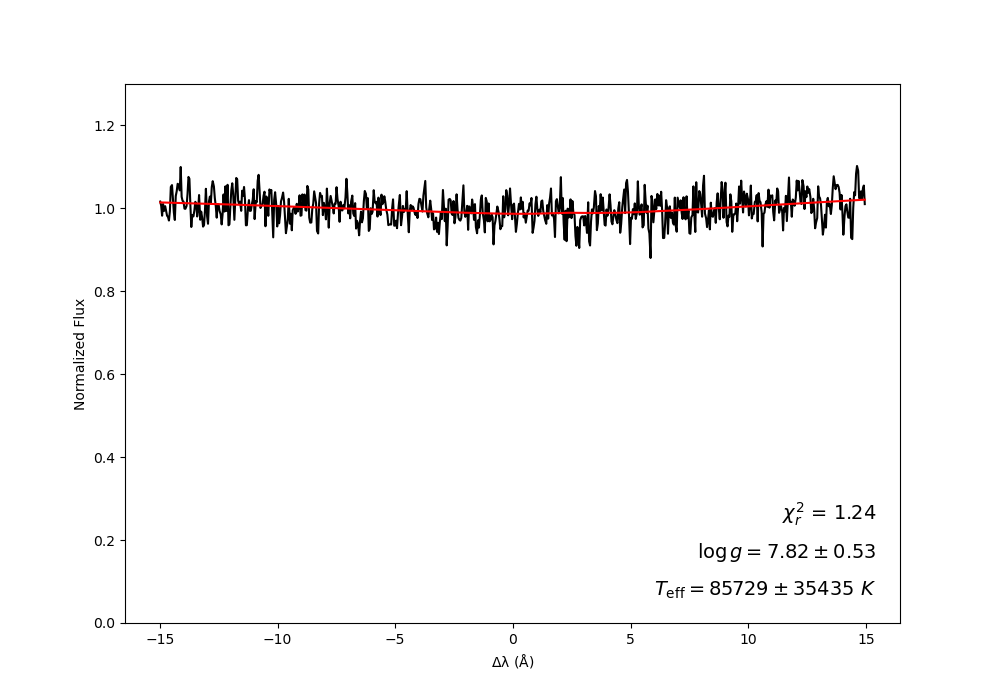 1.2
1.0
0.8
0.6
0.4
0.2
0.0
Normalized Flux
χ²ᵣ = 1.24
log g = 7.82 ± 0.53
T_eff = 85729 ± 35435 K
−15 −10 −5 0 5 10 15
Δλ (Å)